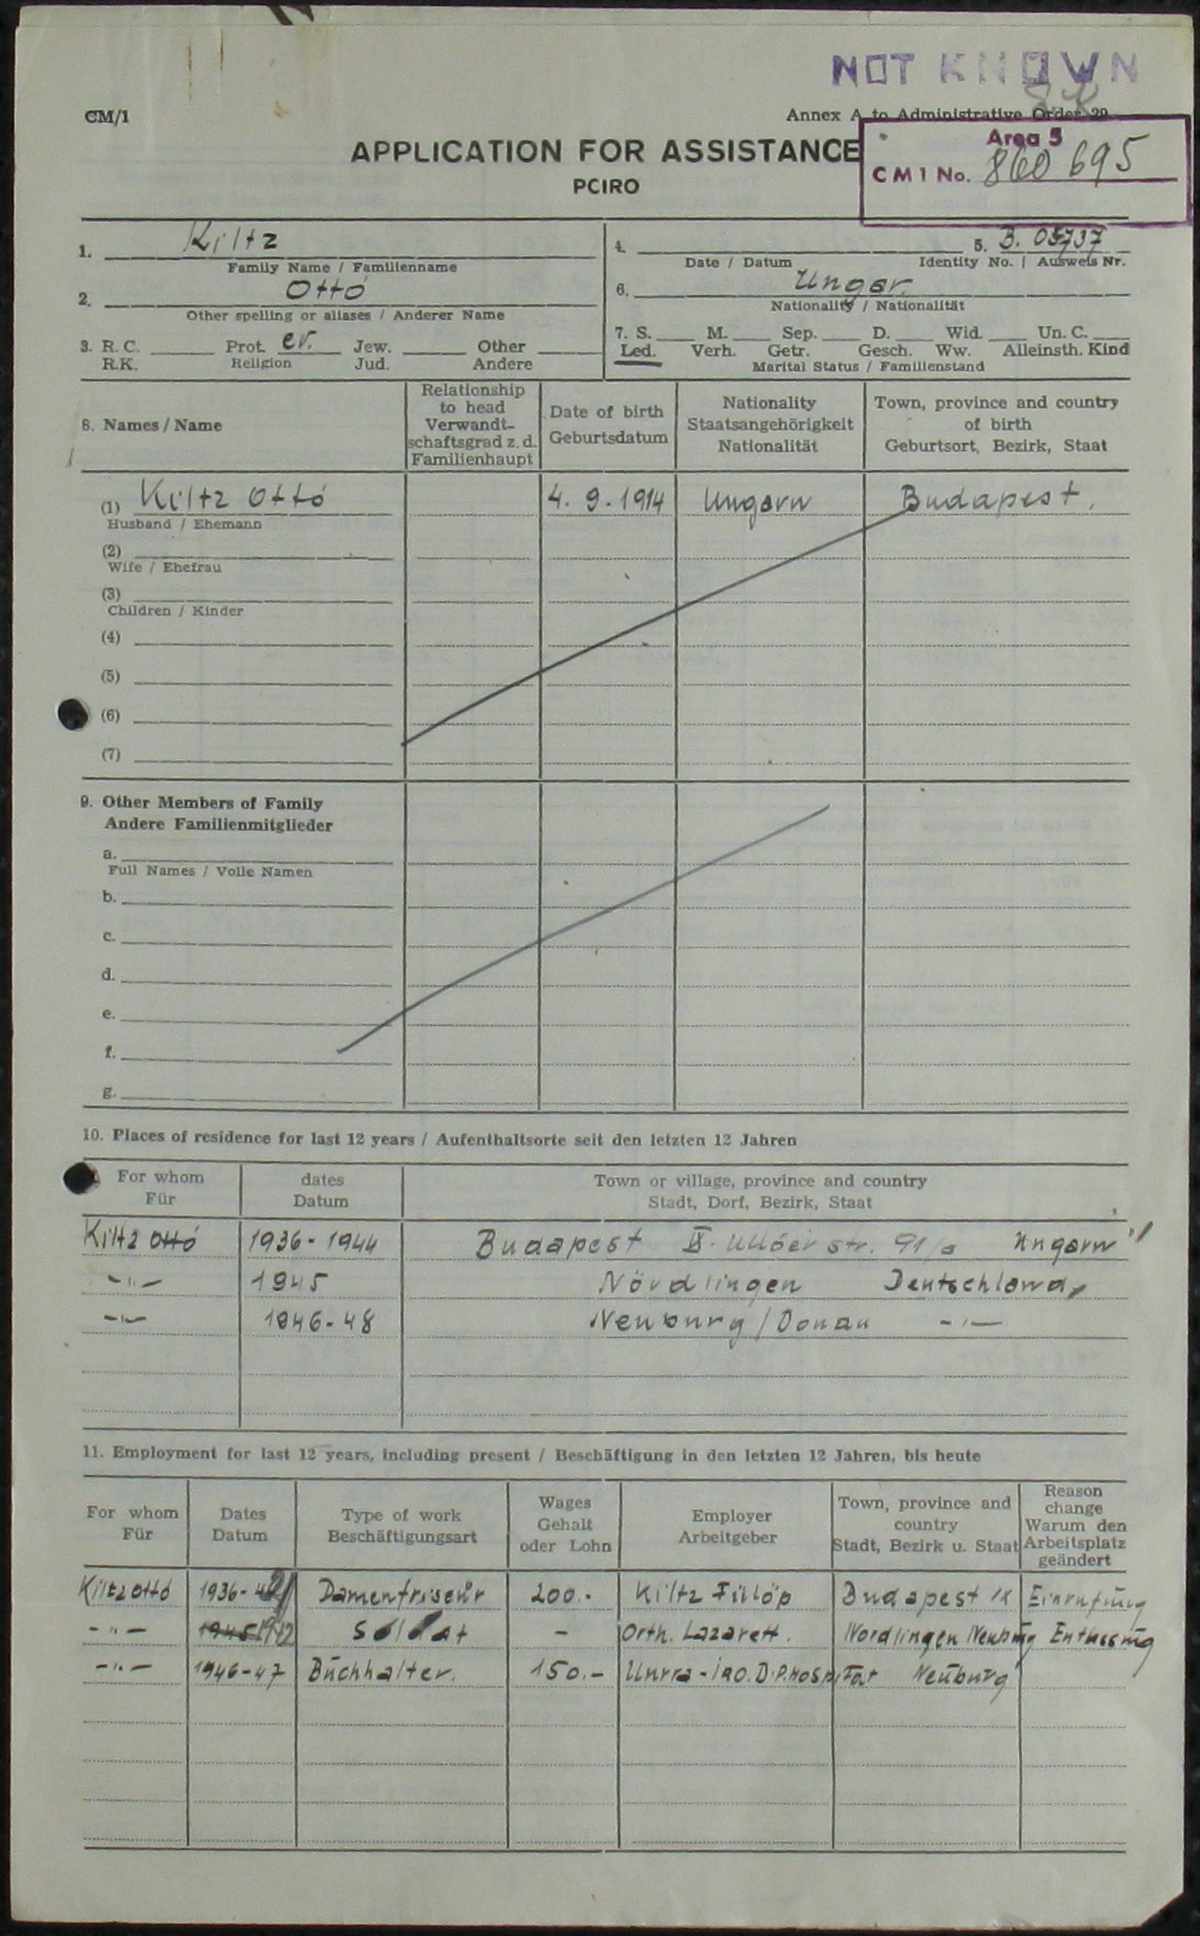 NOT KNOWN
CM/1
Annex A to Administrative Order 29
APPLICATION FOR ASSISTANCE
PCIRO
Area 5
CM1 No. 860 695
1. Kiltz
Family Name / Familienname
2. Ottó
Other spelling or aliases / Anderer Name
3. R. C. Prot. ev. Jew. Other
R.K. Religion Jud. Andere
4. 5. B. 03737
Date / Datum Identity No. | Ausweis Nr.
6. Ungar.
Nationality / Nationalität
7. S. M. Sep. D. Wid. Un. C.
Led. Verh. Getr. Gesch. Ww. Alleinsth. Kind
Marital Status / Familienstand
8. Names / Name
Relationship
to head
Verwandt-
schaftsgrad z. d.
Familienhaupt
Date of birth
Geburtsdatum
Nationality
Staatsangehörigkeit
Nationalität
Town, province and country
of birth
Geburtsort, Bezirk, Staat
(1) Kiltz Ottó 4. 9. 1914 Ungarn Budapest.
Husband / Ehemann
(2)
Wife / Ehefrau
(3)
Children / Kinder
(4)
(5)
(6)
(7)
9. Other Members of Family
Andere Familienmitglieder
a.
Full Names / Volle Namen
b.
c.
d.
e.
f.
g.
10. Places of residence for last 12 years / Aufenthaltsorte seit den letzten 12 Jahren
For whom
Für
dates
Datum
Town or village, province and country
Stadt, Dorf, Bezirk, Staat
Kiltz Ottó 1936-1944 Budapest IX. Üllőer str. 91/a Ungarn
-"- 1945 Nördlingen Deutschland
-"- 1946-48 Neuburg/Donau -"-
11. Employment for last 12 years, including present / Beschäftigung in den letzten 12 Jahren, bis heute
For whom
Für
Dates
Datum
Type of work
Beschäftigungsart
Wages
Gehalt
oder Lohn
Employer
Arbeitgeber
Town, province and
country
Stadt, Bezirk u. Staat
Reason
change
Warum den
Arbeitsplatz
geändert
Kiltz Ottó 1936- Damenfriseur 200.- Kiltz Fülöp Budapest IX Einrufung
-"- Soldat - Orth. Lazarett. Nördlingen Neuburg Entlassung
-"- 1946-47 Buchhalter. 150.- Unrra-iro. D.P. Hosp. Neuburg